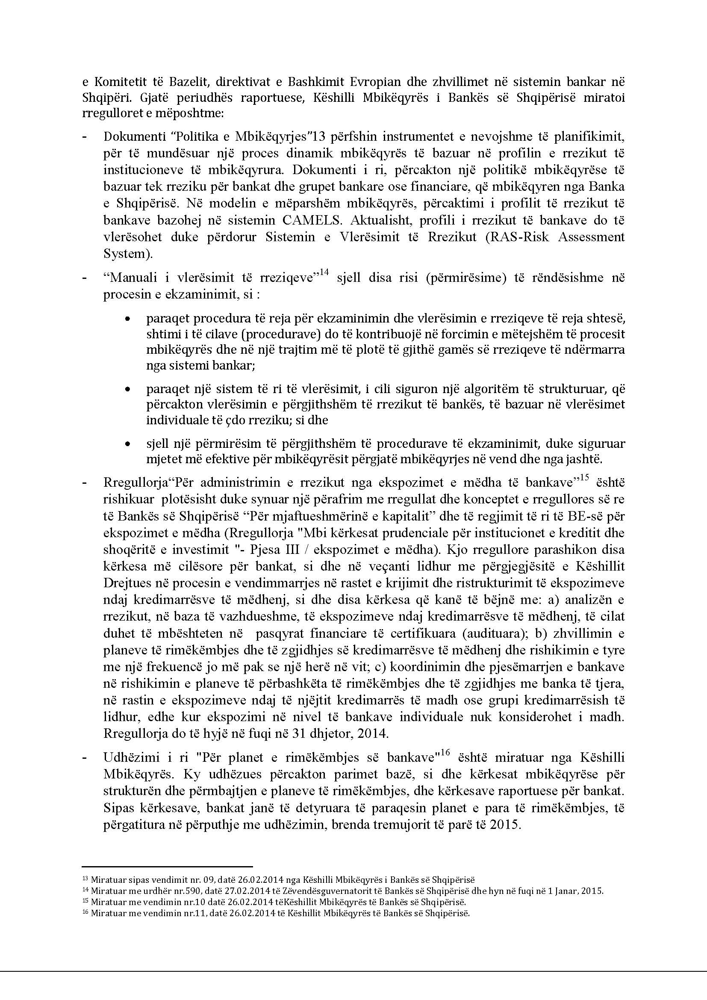 e Komitetit të Bazelit, direktivat e Bashkimit Evropian dhe zhvillimet në sistemin bankar në
Shqipëri. Gjatë periudhës raportuese, Këshilli Mbikëqyrës i Bankës së Shqipërisë miratoi
rregulloret e mëposhtme:
- Dokumenti “Politika e Mbikëqyrjes”13 përfshin instrumentet e nevojshme të planifikimit,
për të mundësuar një proces dinamik mbikëqyrës të bazuar në profilin e rrezikut të
institucioneve të mbikëqyrura. Dokumenti i ri, përcakton një politikë mbikëqyrëse të
bazuar tek rreziku për bankat dhe grupet bankare ose financiare, që mbikëqyren nga Banka
e Shqipërisë. Në modelin e mëparshëm mbikëqyrës, përcaktimi i profilit të rrezikut të
bankave bazohej në sistemin CAMELS. Aktualisht, profili i rrezikut të bankave do të
vlerësohet duke përdorur Sistemin e Vlerësimit të Rrezikut (RAS-Risk Assessment
System).
- “Manuali i vlerësimit të rreziqeve”14 sjell disa risi (përmirësime) të rëndësishme në
procesin e ekzaminimit, si :
• paraqet procedura të reja për ekzaminimin dhe vlerësimin e rreziqeve të reja shtesë,
shtimi i të cilave (procedurave) do të kontribuojë në forcimin e mëtejshëm të procesit
mbikëqyrës dhe në një trajtim më të plotë të gjithë gamës së rreziqeve të ndërmarra
nga sistemi bankar;
• paraqet një sistem të ri të vlerësimit, i cili siguron një algoritëm të strukturuar, që
përcakton vlerësimin e përgjithshëm të rrezikut të bankës, të bazuar në vlerësimet
individuale të çdo rreziku; si dhe
• sjell një përmirësim të përgjithshëm të procedurave të ekzaminimit, duke siguruar
mjetet më efektive për mbikëqyrësit përgjatë mbikëqyrjes në vend dhe nga jashtë.
- Rregullorja“Për administrimin e rrezikut nga ekspozimet e mëdha të bankave”15 është
rishikuar plotësisht duke synuar një përafrim me rregullat dhe konceptet e rregullores së re
të Bankës së Shqipërisë “Për mjaftueshmërinë e kapitalit” dhe të regjimit të ri të BE-së për
ekspozimet e mëdha (Rregullorja "Mbi kërkesat prudenciale për institucionet e kreditit dhe
shoqëritë e investimit "- Pjesa III / ekspozimet e mëdha). Kjo rregullore parashikon disa
kërkesa më cilësore për bankat, si dhe në veçanti lidhur me përgjegjësitë e Këshillit
Drejtues në procesin e vendimmarrjes në rastet e krijimit dhe ristrukturimit të ekspozimeve
ndaj kredimarrësve të mëdhenj, si dhe disa kërkesa që kanë të bëjnë me: a) analizën e
rrezikut, në baza të vazhdueshme, të ekspozimeve ndaj kredimarrësve të mëdhenj, të cilat
duhet të mbështeten në pasqyrat financiare të certifikuara (audituara); b) zhvillimin e
planeve të rimëkëmbjes dhe të zgjidhjes së kredimarrësve të mëdhenj dhe rishikimin e tyre
me një frekuencë jo më pak se një herë në vit; c) koordinimin dhe pjesëmarrjen e bankave
në rishikimin e planeve të përbashkëta të rimëkëmbjes dhe të zgjidhjes me banka të tjera,
në rastin e ekspozimeve ndaj të njëjtit kredimarrës të madh ose grupi kredimarrësish të
lidhur, edhe kur ekspozimi në nivel të bankave individuale nuk konsiderohet i madh.
Rregullorja do të hyjë në fuqi në 31 dhjetor, 2014.
- Udhëzimi i ri "Për planet e rimëkëmbjes së bankave"16 është miratuar nga Këshilli
Mbikëqyrës. Ky udhëzues përcakton parimet bazë, si dhe kërkesat mbikëqyrëse për
strukturën dhe përmbajtjen e planeve të rimëkëmbjes, dhe kërkesave raportuese për bankat.
Sipas kërkesave, bankat janë të detyruara të paraqesin planet e para të rimëkëmbjes, të
përgatitura në përputhje me udhëzimin, brenda tremujorit të parë të 2015.
13 Miratuar sipas vendimit nr. 09, datë 26.02.2014 nga Këshilli Mbikëqyrës i Bankës së Shqipërisë
14 Miratuar me urdhër nr.590, datë 27.02.2014 të Zëvendësguvernatorit të Bankës së Shqipërisë dhe hyn në fuqi në 1 Janar, 2015.
15 Miratuar me vendimin nr.10 datë 26.02.2014 tëKëshillit Mbikëqyrës të Bankës së Shqipërisë.
16 Miratuar me vendimin nr.11, datë 26.02.2014 të Këshillit Mbikëqyrës të Bankës së Shqipërisë.